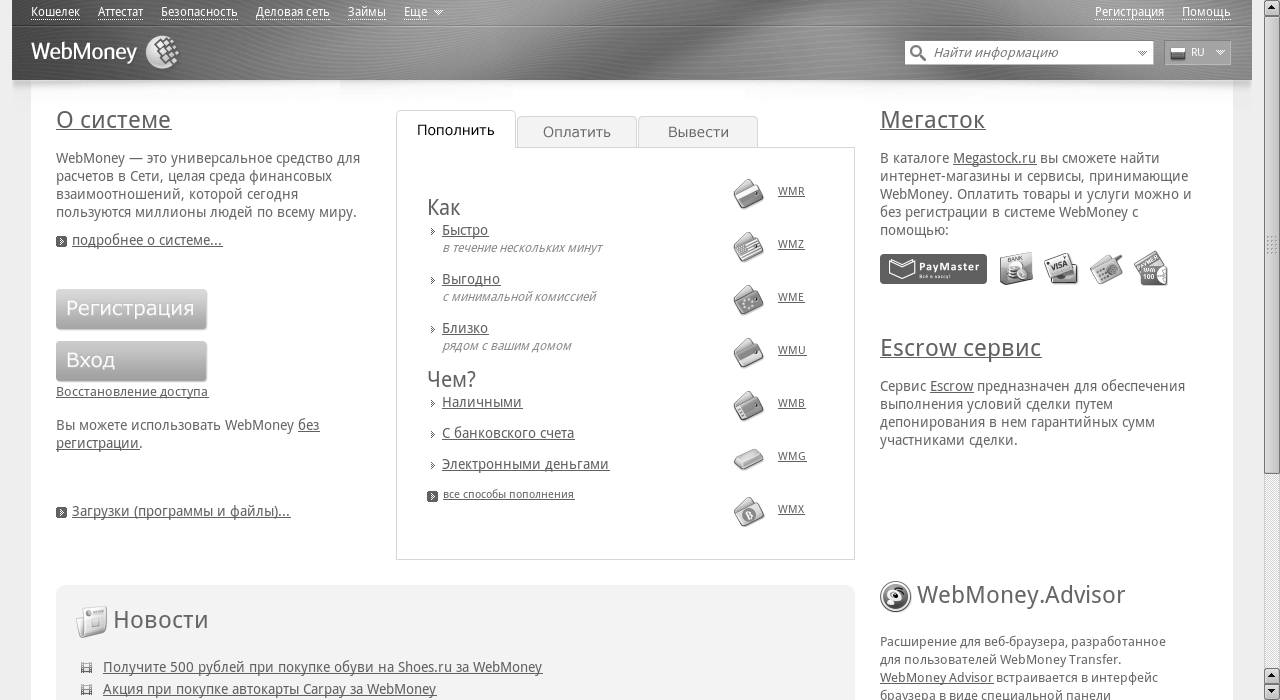 Кошелек Аттестат Безопасность Деловая сеть Займы Еще Регистрация Помощь
WebMoney Найти информацию RU
О системе
WebMoney — это универсальное средство для
расчетов в Сети, целая среда финансовых
взаимоотношений, которой сегодня
пользуются миллионы людей по всему миру.
подробнее о системе...
Регистрация
Вход
Восстановление доступа
Вы можете использовать WebMoney без
регистрации.
Загрузки (программы и файлы)...
Пополнить Оплатить Вывести
Как
Быстро
в течение нескольких минут
Выгодно
с минимальной комиссией
Близко
рядом с вашим домом
Чем?
Наличными
С банковского счета
Электронными деньгами
все способы пополнения
WMR
WMZ
WME
WMU
WMB
WMG
WMX
Мегасток
В каталоге Megastock.ru вы сможете найти
интернет-магазины и сервисы, принимающие
WebMoney. Оплатить товары и услуги можно и
без регистрации в системе WebMoney с
помощью:
PayMaster
Всё в кассу!
BANK
VISA
PAYMER
WM
100
Escrow сервис
Сервис Escrow предназначен для обеспечения
выполнения условий сделки путем
депонирования в нем гарантийных сумм
участниками сделки.
Новости
Получите 500 рублей при покупке обуви на Shoes.ru за WebMoney
Акция при покупке автокарты Carpay за WebMoney
WebMoney.Advisor
Расширение для веб-браузера, разработанное
для пользователей WebMoney Transfer.
WebMoney Advisor встраивается в интерфейс
браузера в виде специальной панели